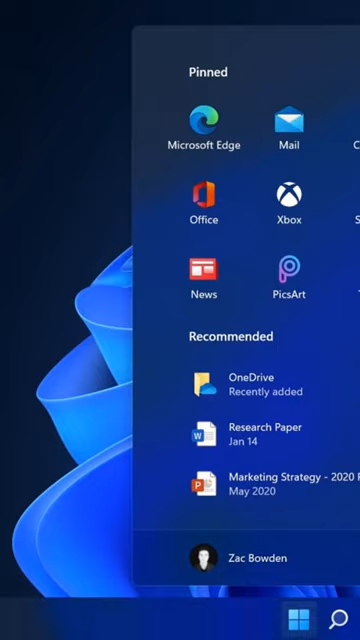 Pinned
Microsoft Edge
Mail
C
Office
Xbox
S
News
PicsArt
Recommended
OneDrive
Recently added
Research Paper
Jan 14
Marketing Strategy - 2020
May 2020
Zac Bowden